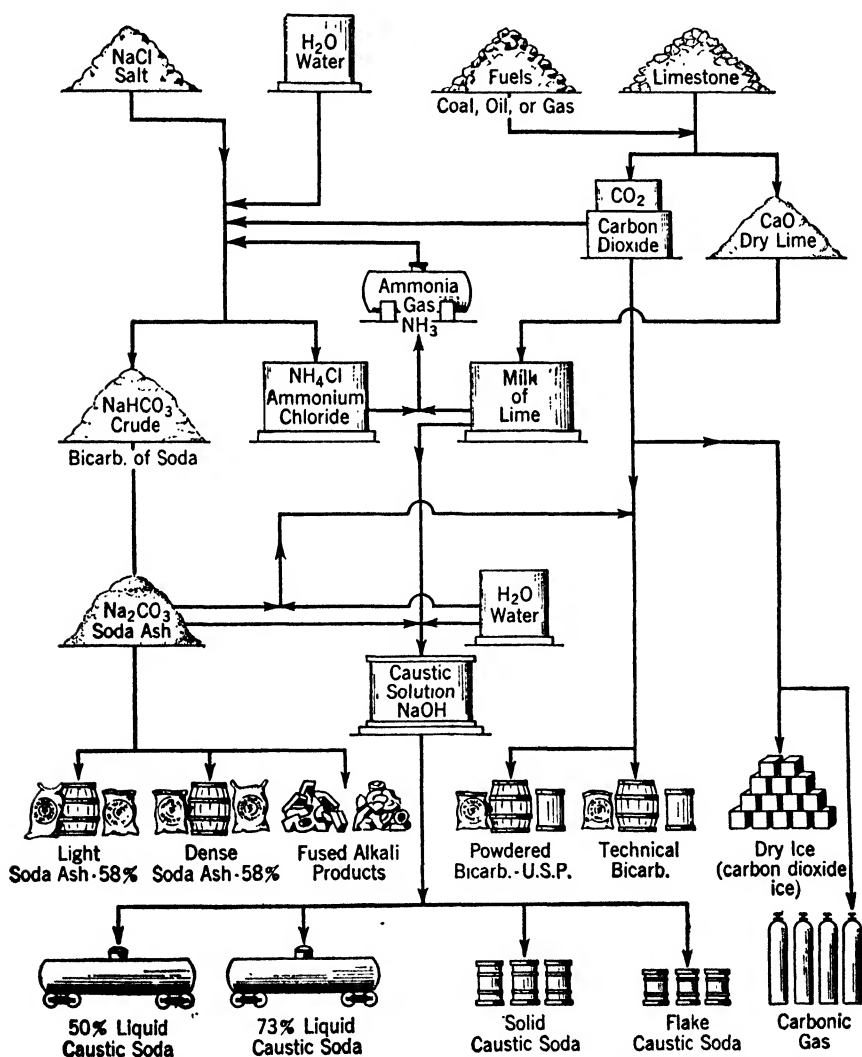 NaCl
Salt
H₂O
Water
Fuels
Coal, Oil, or Gas
Limestone
CO₂
Carbon
Dioxide
CaO
Dry Lime
Ammonia
Gas
NH₃
NaHCO₃
Crude
Bicarb. of Soda
NH₄Cl
Ammonium
Chloride
Milk
of
Lime
Na₂CO₃
Soda Ash
H₂O
Water
Caustic
Solution
NaOH
Light
Soda Ash·58%
Dense
Soda Ash·58%
Fused Alkali
Products
Powdered
Bicarb.-U.S.P.
Technical
Bicarb.
Dry Ice
(carbon dioxide
ice)
50% Liquid
Caustic Soda
73% Liquid
Caustic Soda
Solid
Caustic Soda
Flake
Caustic Soda
Carbonic
Gas